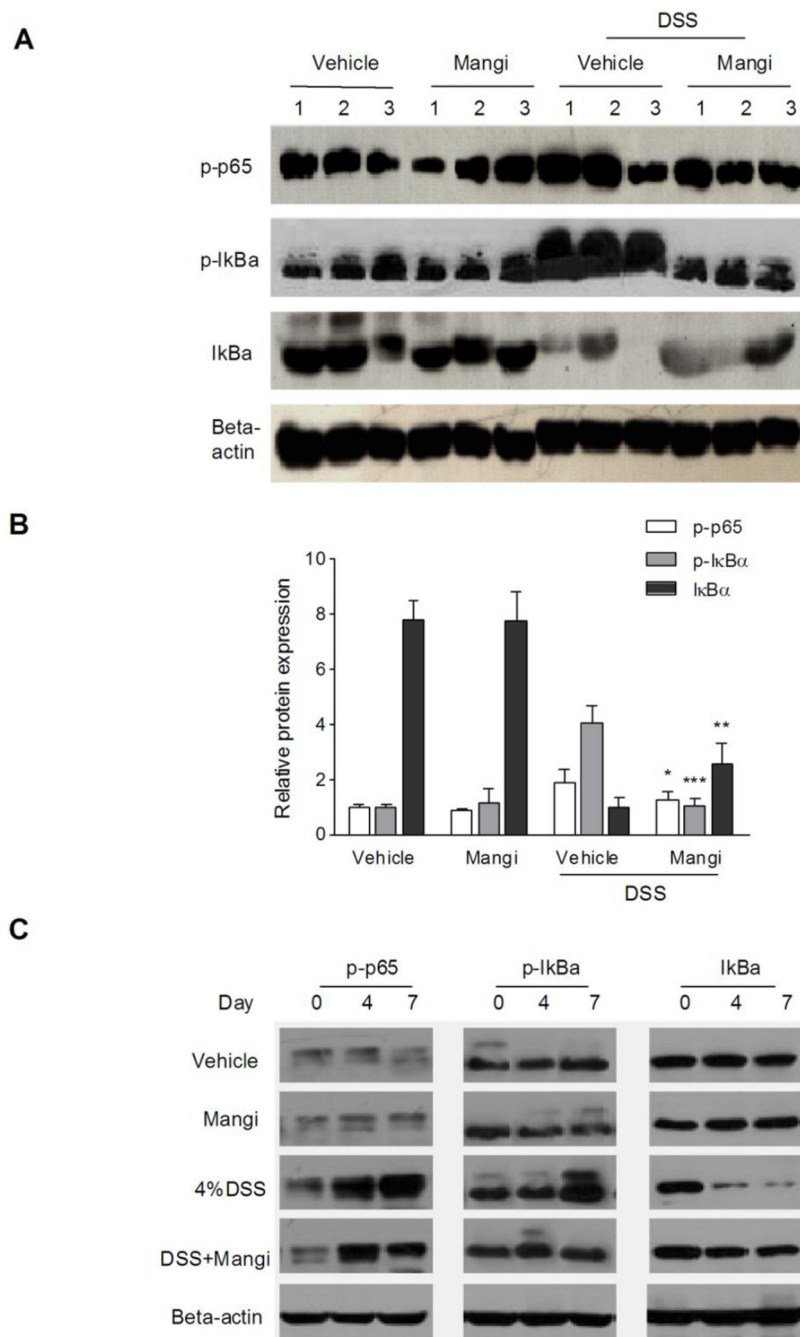 A
DSS
Vehicle Mangi Vehicle Mangi
1 2 3 1 2 3 1 2 3 1 2 3
p-p65
p-IkBa
IkBa
Beta-
actin
B
p-p65
p-IκBα
IκBα
Relative protein expression
10
8
6
4
2
0
* *** **
Vehicle Mangi Vehicle Mangi
DSS
C
p-p65 p-IkBa IkBa
Day 0 4 7 0 4 7 0 4 7
Vehicle
Mangi
4%DSS
DSS+Mangi
Beta-actin